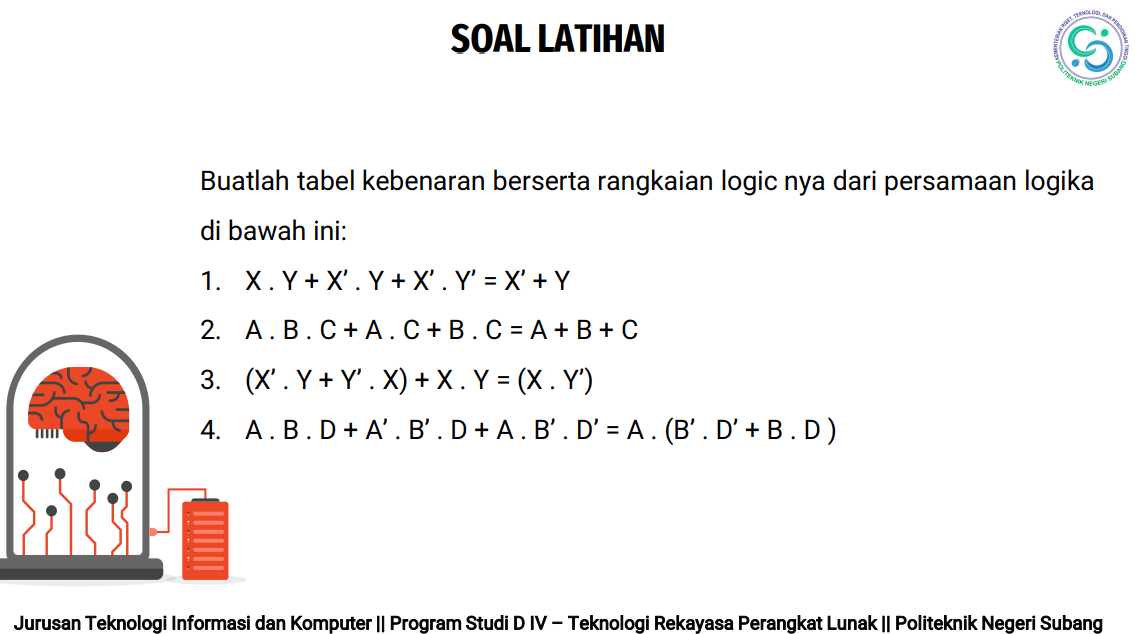 SOAL LATIHAN
KEMENTERIAN RISET, TEKNOLOGI, DAN PENDIDIKAN TINGGI
POLITEKNIK NEGERI SUBANG
Buatlah tabel kebenaran berserta rangkaian logic nya dari persamaan logika
di bawah ini:
1. X . Y + X’ . Y + X’ . Y’ = X’ + Y
2. A . B . C + A . C + B . C = A + B + C
3. (X’ . Y + Y’ . X) + X . Y = (X . Y’)
4. A . B . D + A’ . B’ . D + A . B’ . D’ = A . (B’ . D’ + B . D )
Jurusan Teknologi Informasi dan Komputer || Program Studi D IV – Teknologi Rekayasa Perangkat Lunak || Politeknik Negeri Subang